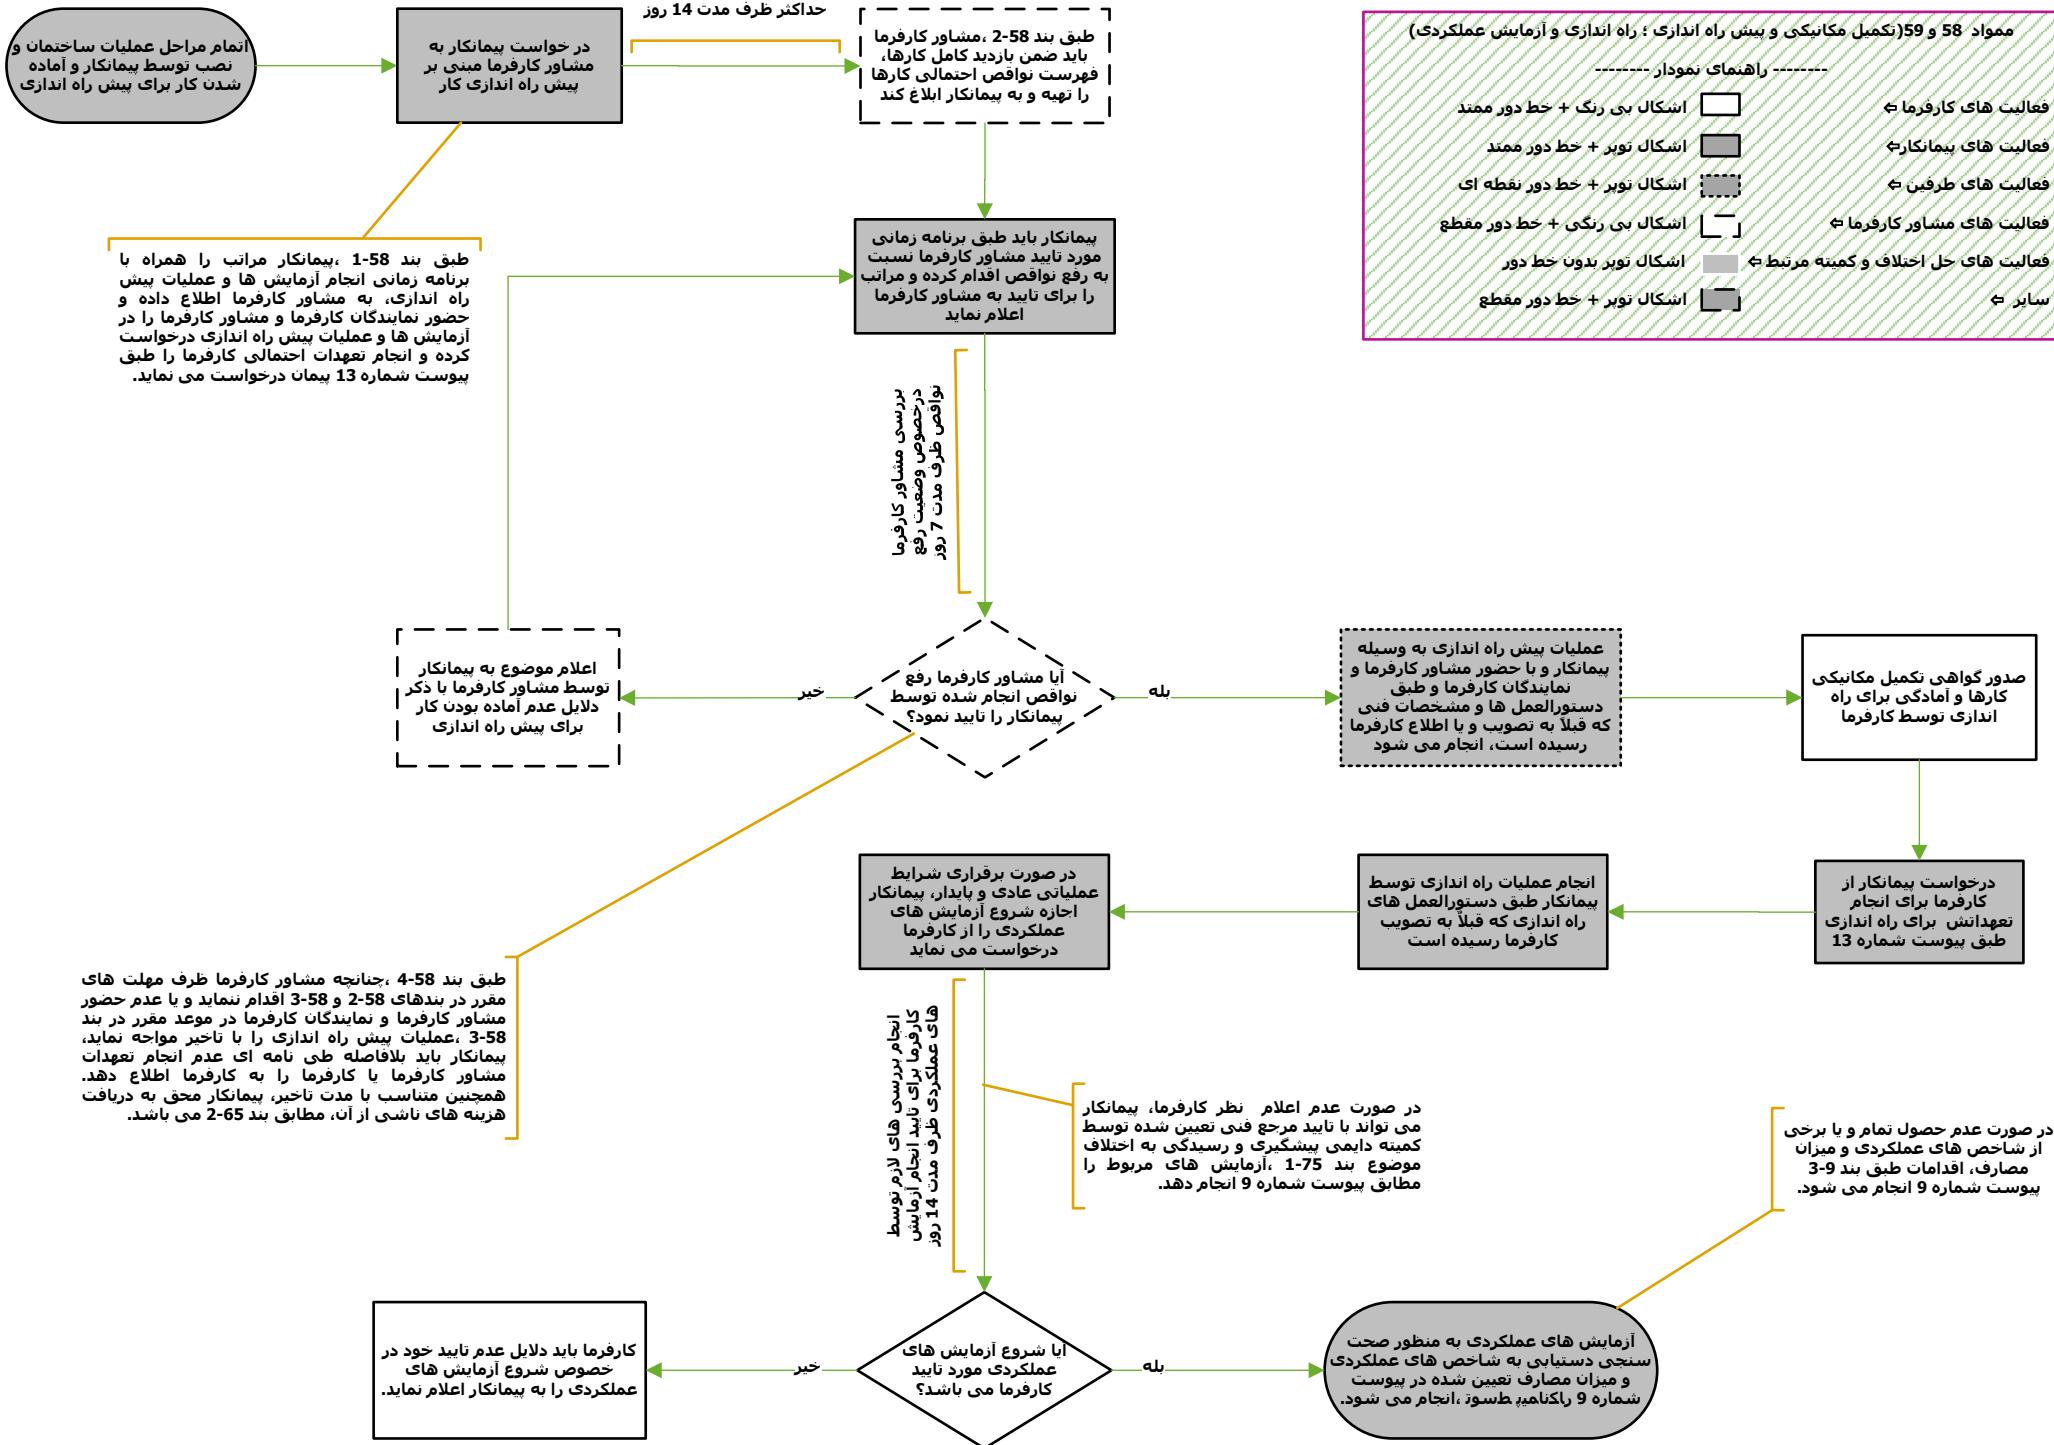 حداکثر ظرف مدت 14 روز
اتمام مراحل عملیات ساختمان و
نصب توسط پیمانکار و آماده
شدن کار برای پیش راه اندازی
در خواست پیمانکار به
مشاور کارفرما مبنی بر
پیش راه اندازی کار
طبق بند 58-2 ،مشاور کارفرما
باید ضمن بازدید کامل کارها،
فهرست نواقص احتمالی کارها
را تهیه و به پیمانکار ابلاغ کند
ممواد 58 و 59(تکمیل مکانیکی و پیش راه اندازی ؛ راه اندازی و آزمایش عملکردی)
-------- راهنمای نمودار --------
فعالیت های کارفرما ⇦ اشکال بی رنگ + خط دور ممتد
فعالیت های پیمانکار⇦ اشکال توپر + خط دور ممتد
فعالیت های طرفین ⇦ اشکال توپر + خط دور نقطه ای
فعالیت های مشاور کارفرما ⇦ اشکال بی رنگی + خط دور مقطع
فعالیت های حل اختلاف و کمیته مرتبط ⇦ اشکال توپر بدون خط دور
سایر ⇦ اشکال توپر + خط دور مقطع
طبق بند 58-1 ،پیمانکار مراتب را همراه با
برنامه زمانی انجام آزمایش ها و عملیات پیش
راه اندازی، به مشاور کارفرما اطلاع داده و
حضور نمایندگان کارفرما و مشاور کارفرما را در
آزمایش ها و عملیات پیش راه اندازی درخواست
کرده و انجام تعهدات احتمالی کارفرما را طبق
پیوست شماره 13 پیمان درخواست می نماید.
پیمانکار باید طبق برنامه زمانی
مورد تایید مشاور کارفرما نسبت
به رفع نواقص اقدام کرده و مراتب
را برای تایید به مشاور کارفرما
اعلام نماید
بررسی مشاور کارفرما
درخصوص وضعیت رفع
نواقص ظرف مدت 7 روز
اعلام موضوع به پیمانکار
توسط مشاور کارفرما با ذکر
دلایل عدم آماده بودن کار
برای پیش راه اندازی
خیر
آیا مشاور کارفرما رفع
نواقص انجام شده توسط
پیمانکار را تایید نمود؟
بله
عملیات پیش راه اندازی به وسیله
پیمانکار و با حضور مشاور کارفرما و
نمایندگان کارفرما و طبق
دستورالعمل ها و مشخصات فنی
که قبلاً به تصویب و یا اطلاع کارفرما
رسیده است، انجام می شود
صدور گواهی تکمیل مکانیکی
کارها و آمادگی برای راه
اندازی توسط کارفرما
درخواست پیمانکار از
کارفرما برای انجام
تعهداتش برای راه اندازی
طبق پیوست شماره 13
انجام عملیات راه اندازی توسط
پیمانکار طبق دستورالعمل های
راه اندازی که قبلاً به تصویب
کارفرما رسیده است
در صورت برقراری شرایط
عملیاتی عادی و پایدار، پیمانکار
اجازه شروع آزمایش های
عملکردی را از کارفرما
درخواست می نماید
طبق بند 58-4 ،چنانچه مشاور کارفرما ظرف مهلت های
مقرر در بندهای 58-2 و 58-3 اقدام ننماید و یا عدم حضور
مشاور کارفرما و نمایندگان کارفرما در موعد مقرر در بند
58-3 ،عملیات پیش راه اندازی را با تاخیر مواجه نماید،
پیمانکار باید بلافاصله طی نامه ای عدم انجام تعهدات
مشاور کارفرما یا کارفرما را به کارفرما اطلاع دهد.
همچنین متناسب با مدت تاخیر، پیمانکار محق به دریافت
هزینه های ناشی از آن، مطابق بند 65-2 می باشد.
انجام بررسی های لازم توسط
کارفرما برای تایید انجام آزمایش
های عملکردی ظرف مدت 14 روز
در صورت عدم اعلام نظر کارفرما، پیمانکار
می تواند با تایید مرجع فنی تعیین شده توسط
کمیته دایمی پیشگیری و رسیدگی به اختلاف
موضوع بند 75-1 ،آزمایش های مربوط را
مطابق پیوست شماره 9 انجام دهد.
در صورت عدم حصول تمام و یا برخی
از شاخص های عملکردی و میزان
مصارف، اقدامات طبق بند 9-3
پیوست شماره 9 انجام می شود.
کارفرما باید دلایل عدم تایید خود در
خصوص شروع آزمایش های
عملکردی را به پیمانکار اعلام نماید.
خیر
آیا شروع آزمایش های
عملکردی مورد تایید
کارفرما می باشد؟
بله
آزمایش های عملکردی به منظور صحت
سنجی دستیابی به شاخص های عملکردی
و میزان مصارف تعیین شده در پیوست
شماره 9 ،انجام می شود.